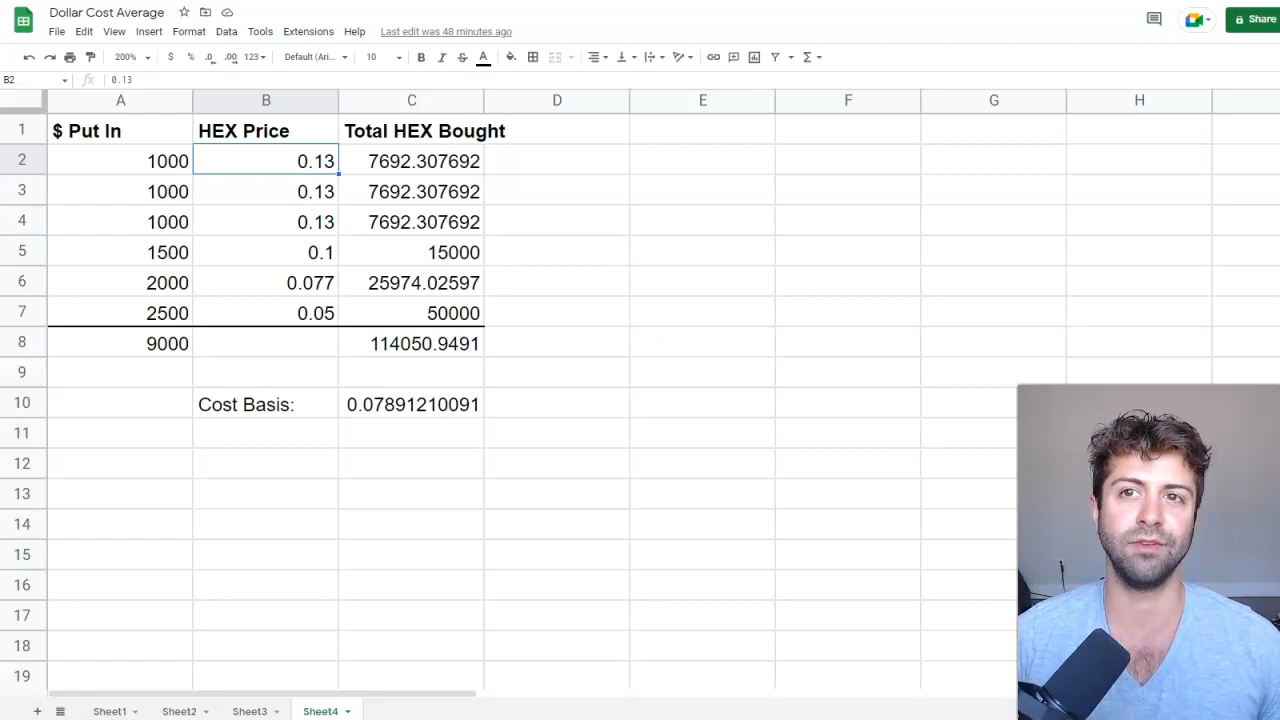 Dollar Cost Average
File Edit View Insert Format Data Tools Extensions Help Last edit was 48 minutes ago
Share
200% $ % .0 .00 123 Default (Ari... 10 B I S A
B2 fx 0.13
A B C D E F G H
1 $ Put In HEX Price Total HEX Bought
2 1000 0.13 7692.307692
3 1000 0.13 7692.307692
4 1000 0.13 7692.307692
5 1500 0.1 15000
6 2000 0.077 25974.02597
7 2500 0.05 50000
8 9000 114050.9491
9
10 Cost Basis: 0.07891210091
11
12
13
14
15
16
17
18
19
Sheet1 Sheet2 Sheet3 Sheet4